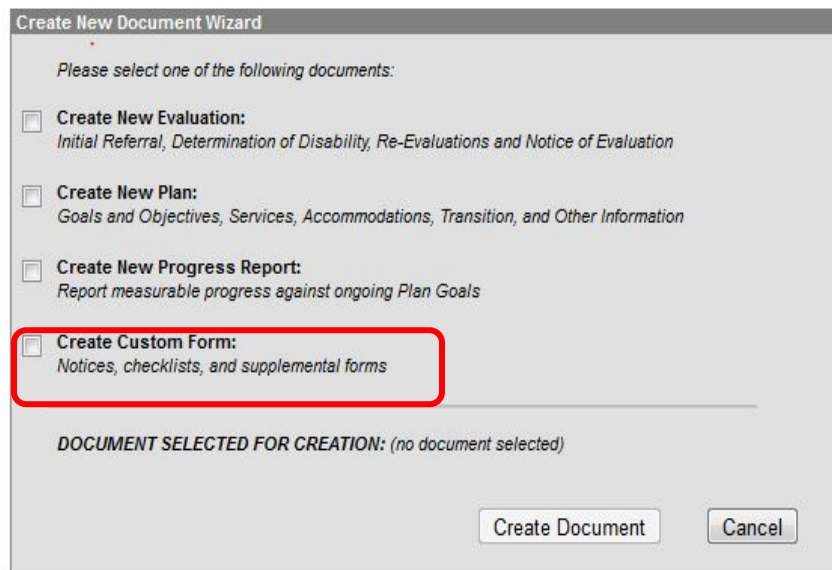 Create New Document Wizard
Please select one of the following documents:
Create New Evaluation:
Initial Referral, Determination of Disability, Re-Evaluations and Notice of Evaluation
Create New Plan:
Goals and Objectives, Services, Accommodations, Transition, and Other Information
Create New Progress Report:
Report measurable progress against ongoing Plan Goals
Create Custom Form:
Notices, checklists, and supplemental forms
DOCUMENT SELECTED FOR CREATION: (no document selected)
Create Document Cancel